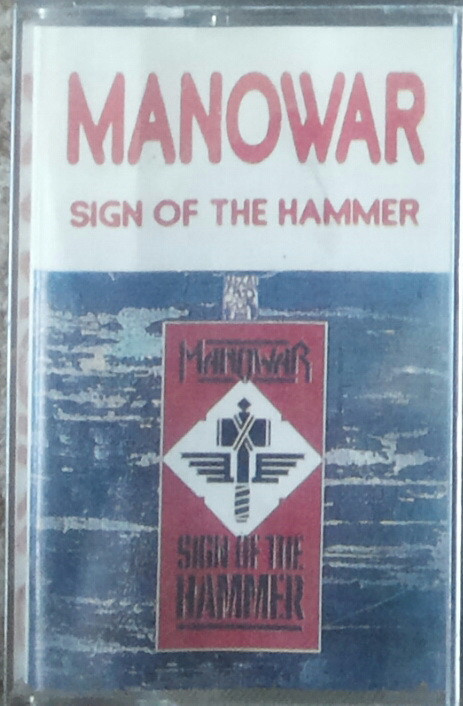 MANOWAR
SIGN OF THE HAMMER
MANOWAR
SIGN OF THE
HAMMER